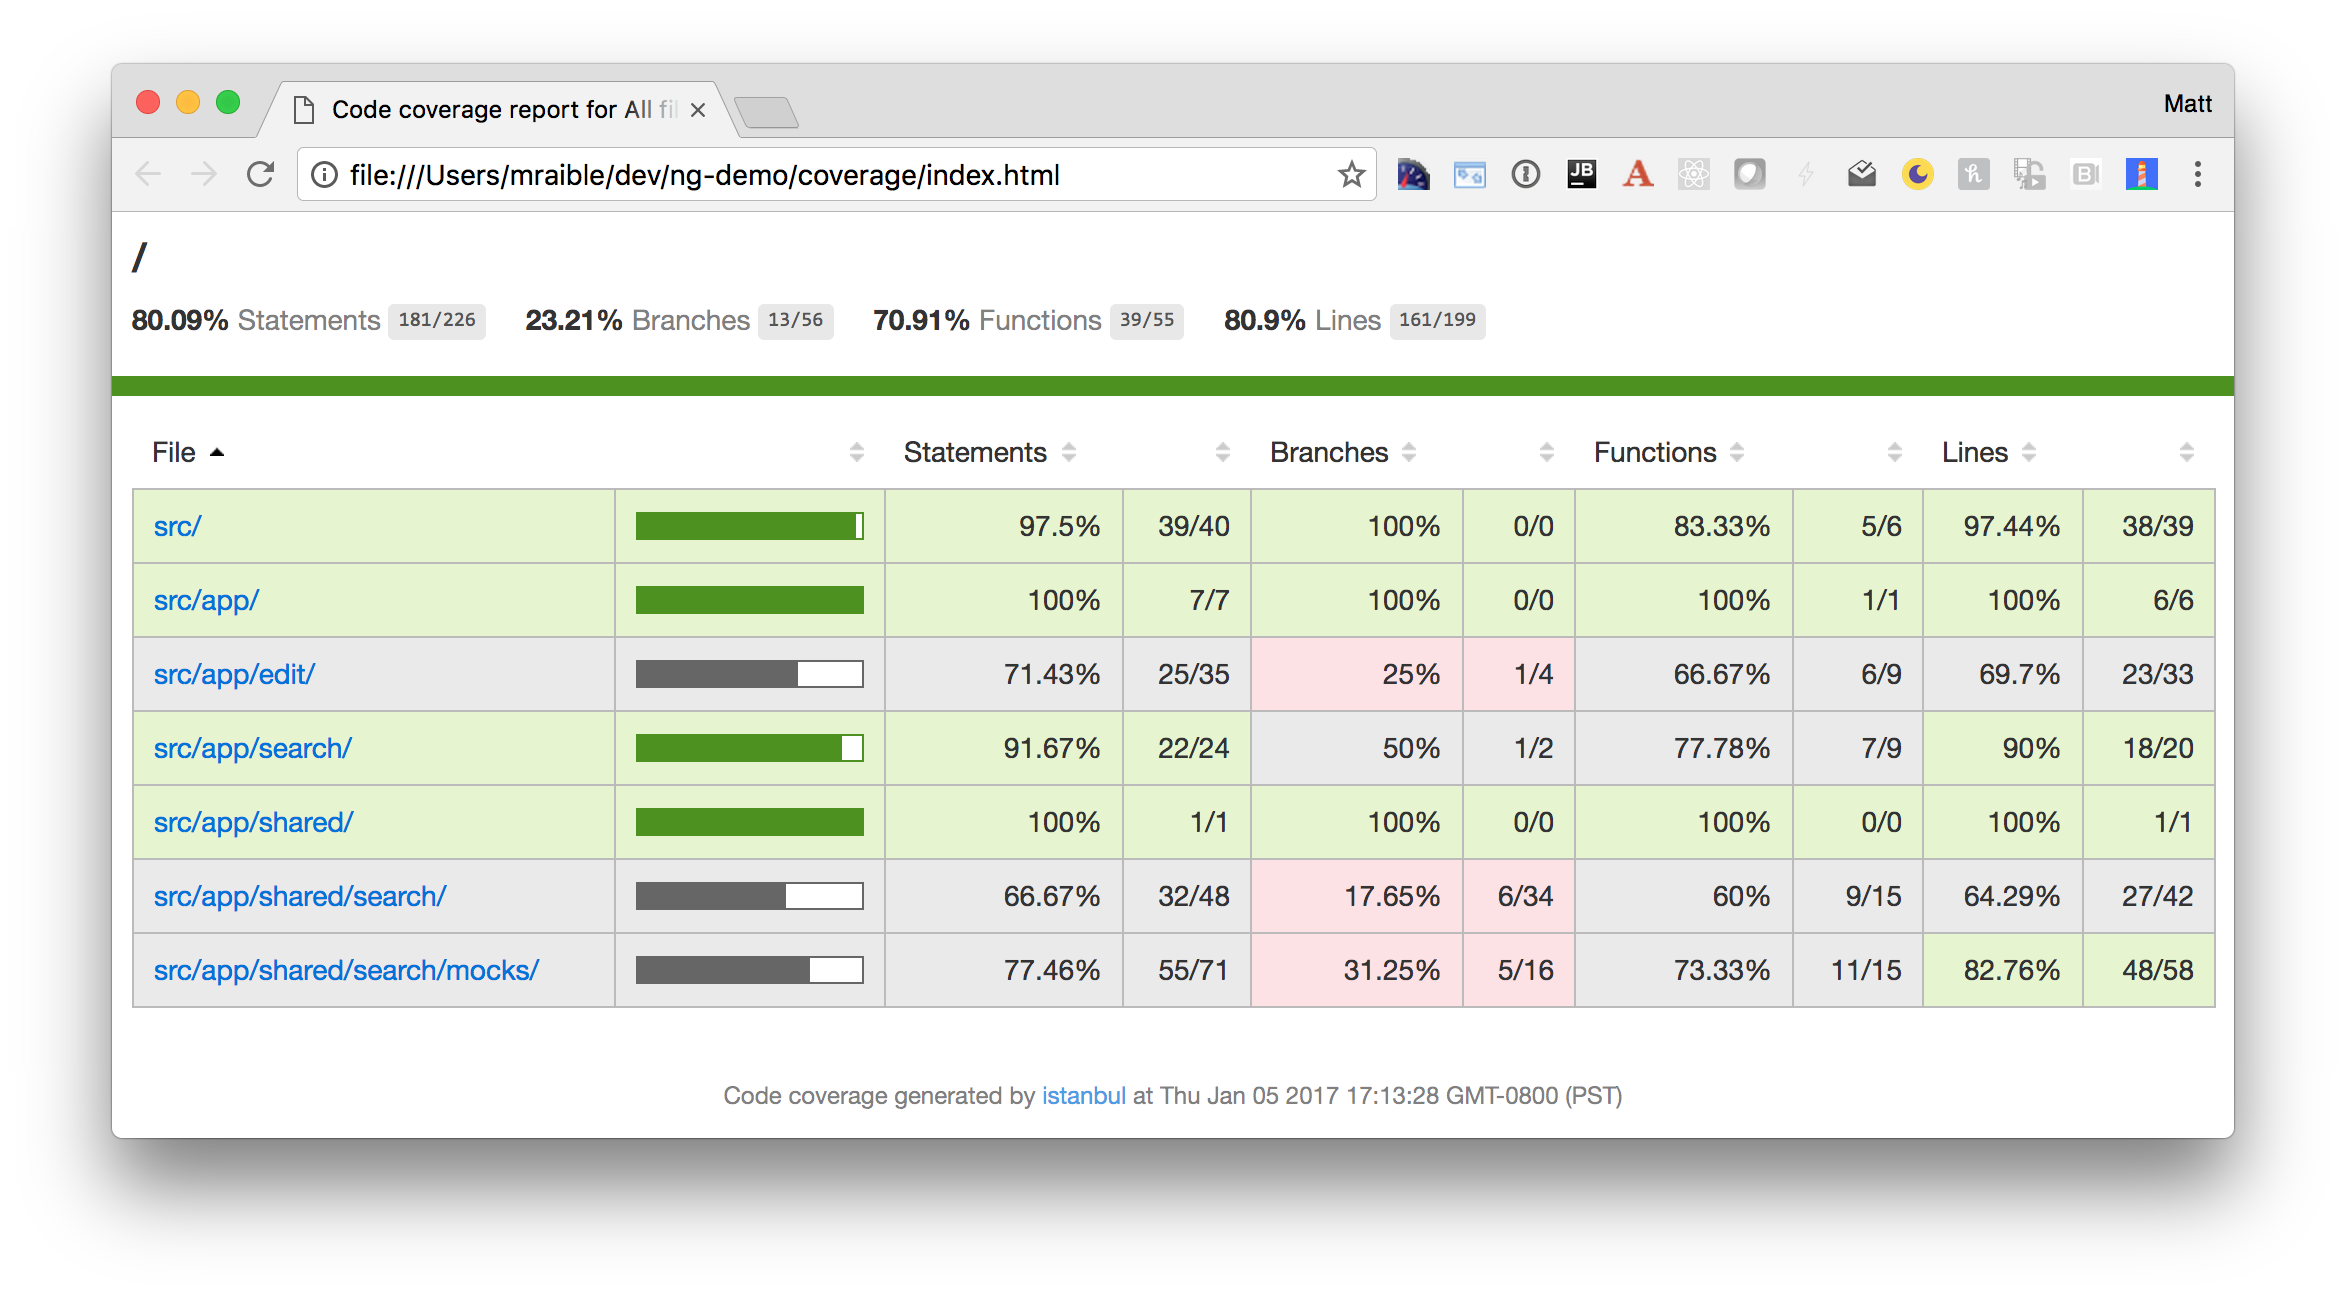 Code coverage report for All fil
Matt
file:///Users/mraible/dev/ng-demo/coverage/index.html
JB
A
B
/
80.09% Statements 181/226 23.21% Branches 13/56 70.91% Functions 39/55 80.9% Lines 161/199
File Statements Branches Functions Lines
src/ 97.5% 39/40 100% 0/0 83.33% 5/6 97.44% 38/39
src/app/ 100% 7/7 100% 0/0 100% 1/1 100% 6/6
src/app/edit/ 71.43% 25/35 25% 1/4 66.67% 6/9 69.7% 23/33
src/app/search/ 91.67% 22/24 50% 1/2 77.78% 7/9 90% 18/20
src/app/shared/ 100% 1/1 100% 0/0 100% 0/0 100% 1/1
src/app/shared/search/ 66.67% 32/48 17.65% 6/34 60% 9/15 64.29% 27/42
src/app/shared/search/mocks/ 77.46% 55/71 31.25% 5/16 73.33% 11/15 82.76% 48/58
Code coverage generated by istanbul at Thu Jan 05 2017 17:13:28 GMT-0800 (PST)